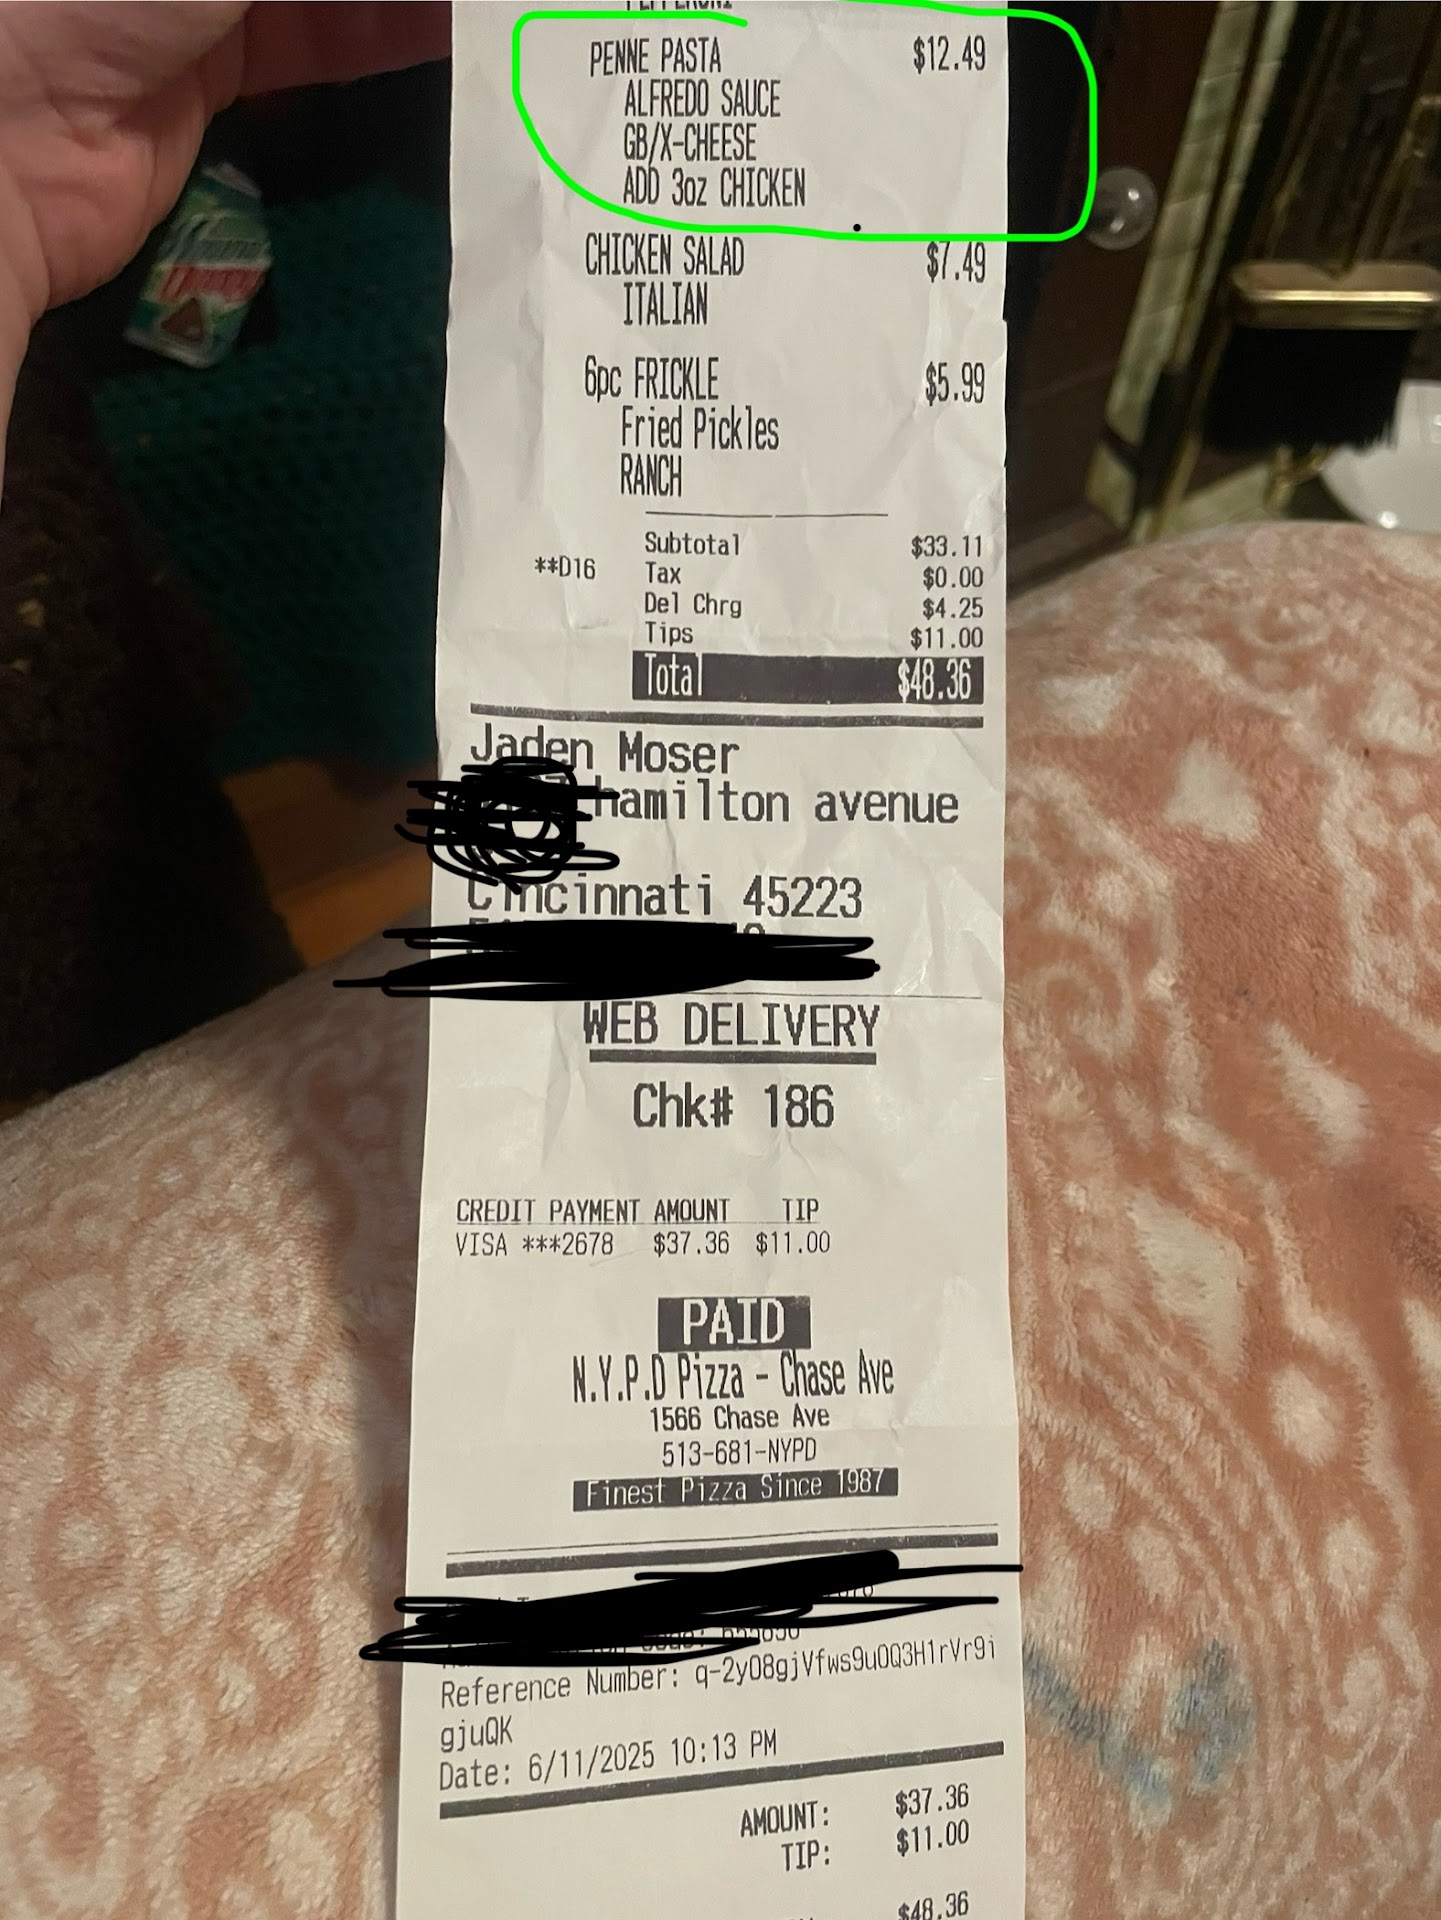 PEPPERONI
PENNE PASTA $12.49
ALFREDO SAUCE
GB/X-CHEESE
ADD 3oz CHICKEN
CHICKEN SALAD $7.49
ITALIAN
6pc FRICKLE $5.99
Fried Pickles
RANCH
Subtotal $33.11
**D16 Tax $0.00
Del Chrg $4.25
Tips $11.00
Total $48.36
Jaden Moser
hamilton avenue
Cincinnati 45223
WEB DELIVERY
Chk# 186
CREDIT PAYMENT AMOUNT TIP
VISA ***2678 $37.36 $11.00
PAID
N.Y.P.D Pizza - Chase Ave
1566 Chase Ave
513-681-NYPD
Finest Pizza Since 1987
Reference Number: q-2yO8gjVfws9uOQ3H1rVr9i
gjuQK
Date: 6/11/2025 10:13 PM
AMOUNT: $37.36
TIP: $11.00
$48.36